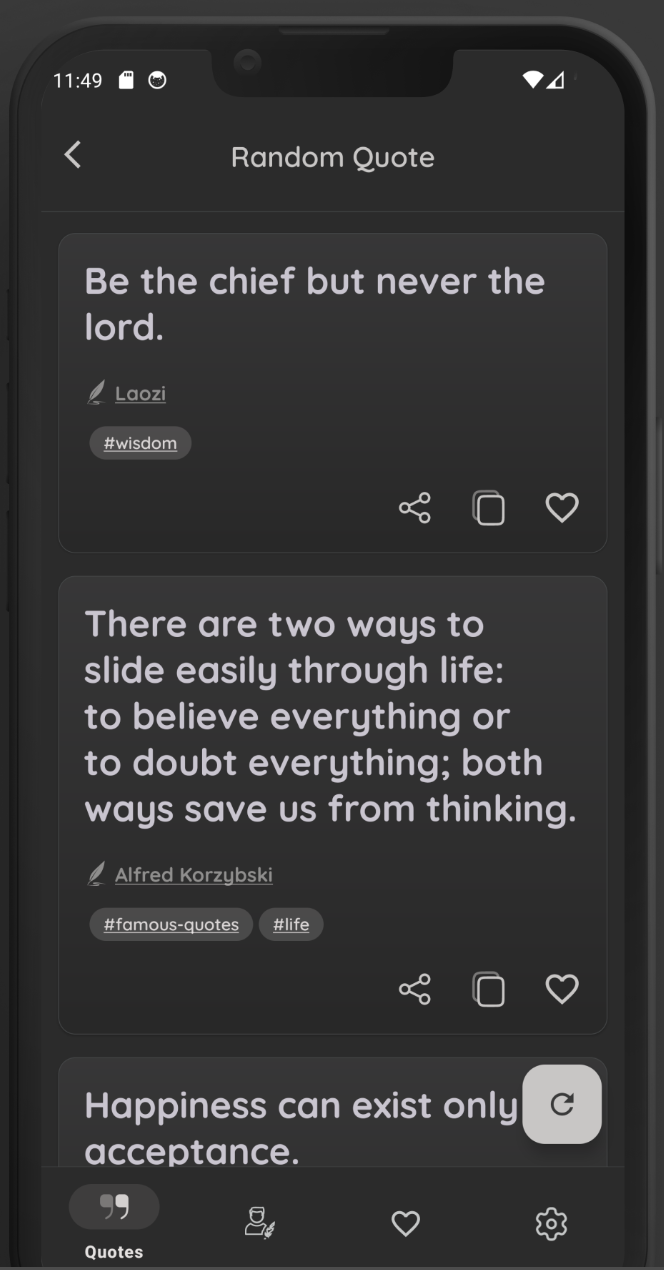 11:49
Random Quote
Be the chief but never the
lord.
Laozi
#wisdom
There are two ways to
slide easily through life:
to believe everything or
to doubt everything; both
ways save us from thinking.
Alfred Korzybski
#famous-quotes #life
Happiness can exist only
acceptance.
Quotes